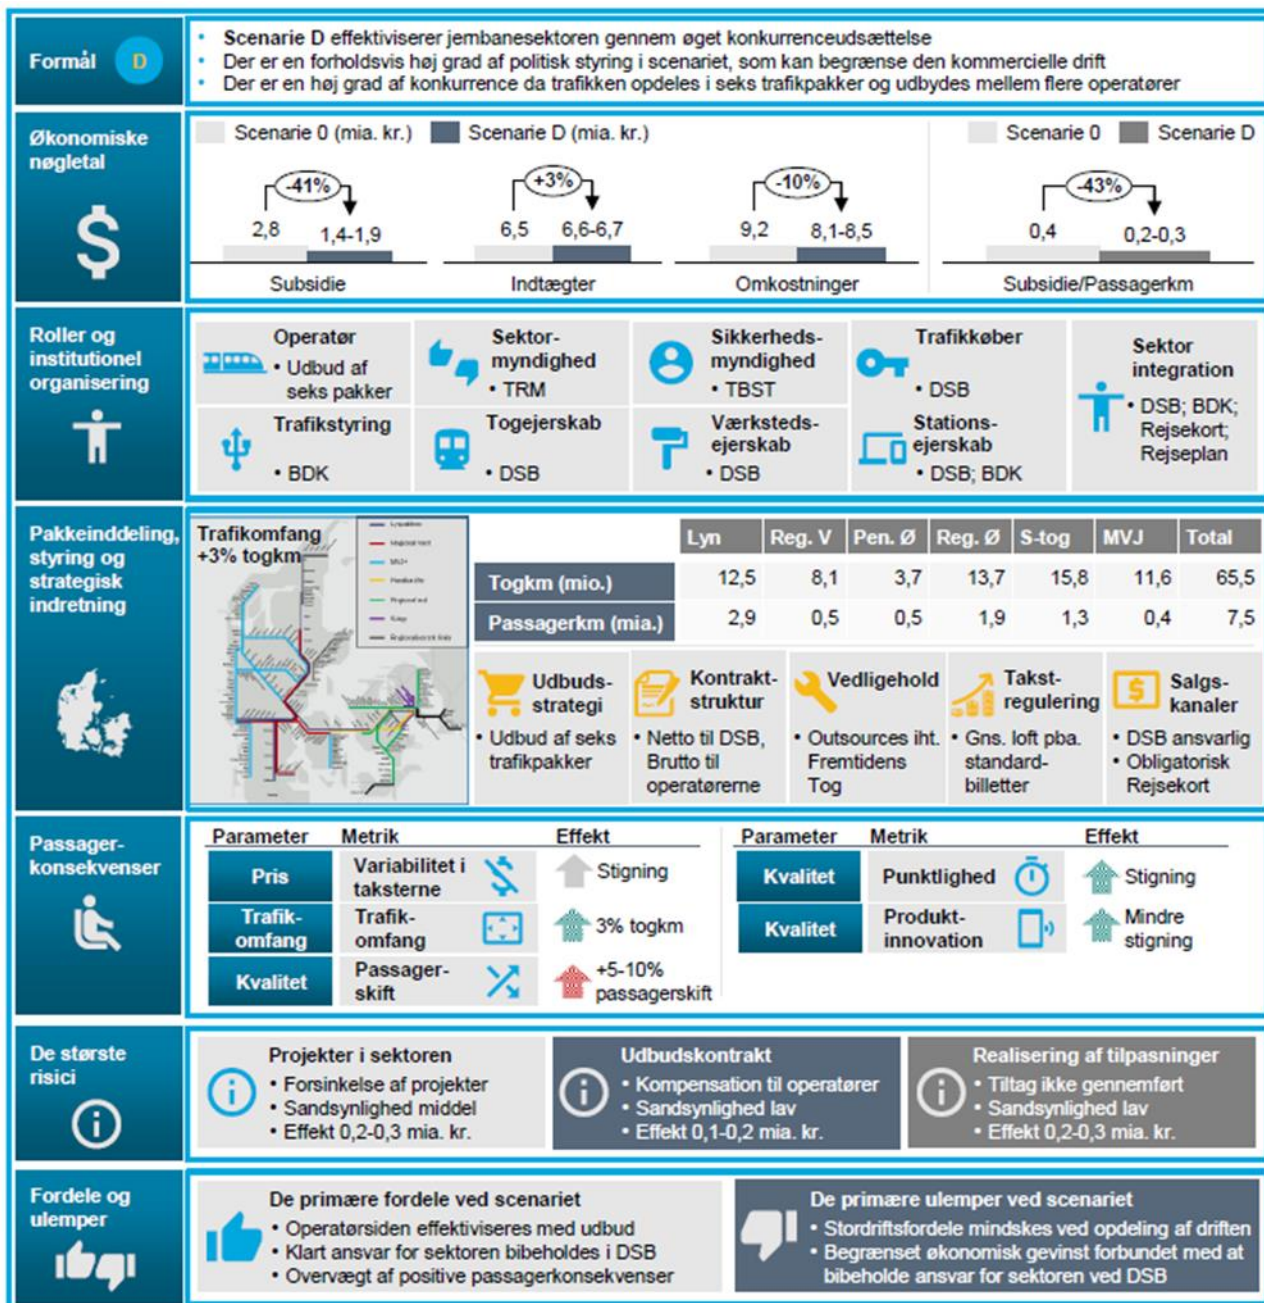 Formål D
• Scenarie D effektiviserer jernbanesektoren gennem øget konkurrenceudsættelse
• Der er en forholdsvis høj grad af politisk styring i scenariet, som kan begrænse den kommercielle drift
• Der er en høj grad af konkurrence da trafikken opdeles i seks trafikpakker og udbydes mellem flere operatører
Økonomiske
nøgletal
Scenarie 0 (mia. kr.) Scenarie D (mia. kr.)
Scenarie 0 Scenarie D
-41%
2,8 1,4-1,9
Subsidie
+3%
6,5 6,6-6,7
Indtægter
-10%
9,2 8,1-8,5
Omkostninger
-43%
0,4 0,2-0,3
Subsidie/Passagerkm
Roller og
institutionel
organisering
Operatør
• Udbud af
seks pakker
Sektor-
myndighed
• TRM
Sikkerheds-
myndighed
• TBST
Trafikkøber
• DSB
Sektor
integration
• DSB; BDK;
Rejsekort;
Rejseplan
Trafikstyring
• BDK
Togejerskab
• DSB
Værksteds-
ejerskab
• DSB
Stations-
ejerskab
• DSB; BDK
Pakkeinddeling,
styring og
strategisk
indretning
Trafikomfang
+3% togkm
Lyn Reg. V Pen. Ø Reg. Ø S-tog MVJ Total
Togkm (mio.) 12,5 8,1 3,7 13,7 15,8 11,6 65,5
Passagerkm (mia.) 2,9 0,5 0,5 1,9 1,3 0,4 7,5
Udbuds-
strategi
• Udbud af seks
trafikpakker
Kontrakt-
struktur
• Netto til DSB,
Brutto til
operatørerne
Vedligehold
• Outsources iht.
Fremtidens
Tog
Takst-
regulering
• Gns. loft pba.
standard-
billetter
Salgs-
kanaler
• DSB ansvarlig
• Obligatorisk
Rejsekort
Passager-
konsekvenser
Parameter Metrik Effekt
Pris Variabilitet i
taksterne
Stigning
Trafik-
omfang
Trafik-
omfang
3% togkm
Kvalitet Passager-
skift
+5-10%
passagerskift
Parameter Metrik Effekt
Kvalitet Punktlighed Stigning
Kvalitet Produkt-
innovation
Mindre
stigning
De største
risici
Projekter i sektoren
• Forsinkelse af projekter
• Sandsynlighed middel
• Effekt 0,2-0,3 mia. kr.
Udbudskontrakt
• Kompensation til operatører
• Sandsynlighed lav
• Effekt 0,1-0,2 mia. kr.
Realisering af tilpasninger
• Tiltag ikke gennemført
• Sandsynlighed lav
• Effekt 0,2-0,3 mia. kr.
Fordele og
ulemper
De primære fordele ved scenariet
• Operatørsiden effektiviseres med udbud
• Klart ansvar for sektoren bibeholdes i DSB
• Overvægt af positive passagerkonsekvenser
De primære ulemper ved scenariet
• Stordriftsfordele mindskes ved opdeling af driften
• Begrænset økonomisk gevinst forbundet med at
bibeholde ansvar for sektoren ved DSB